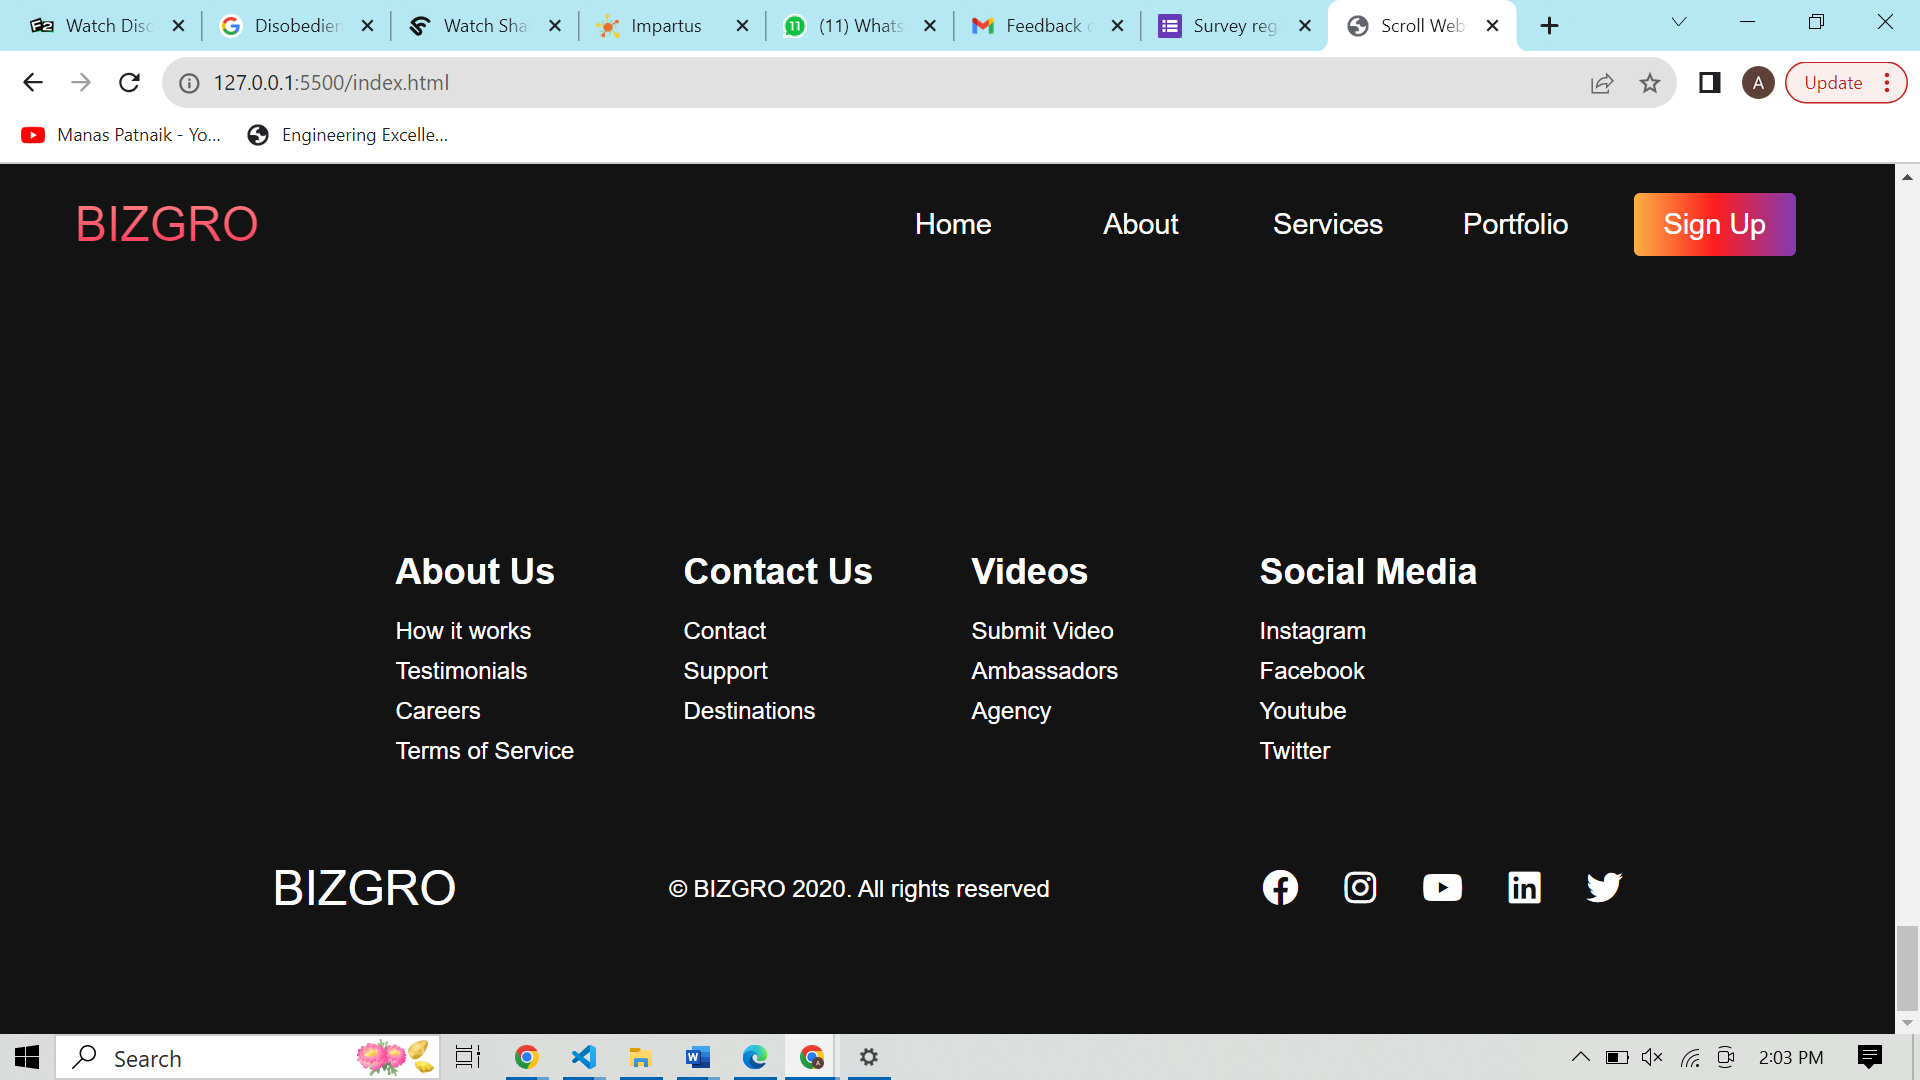 Watch Disc
Disobedien
Watch Sha
Impartus
(11) Whats
Feedback
Survey reg
Scroll Web
127.0.0.1:5500/index.html
A
Update
Manas Patnaik - Yo...
Engineering Excelle...
BIZGRO
Home
About
Services
Portfolio
Sign Up
About Us
How it works
Testimonials
Careers
Terms of Service
Contact Us
Contact
Support
Destinations
Videos
Submit Video
Ambassadors
Agency
Social Media
Instagram
Facebook
Youtube
Twitter
BIZGRO
© BIZGRO 2020. All rights reserved
Search
2:03 PM